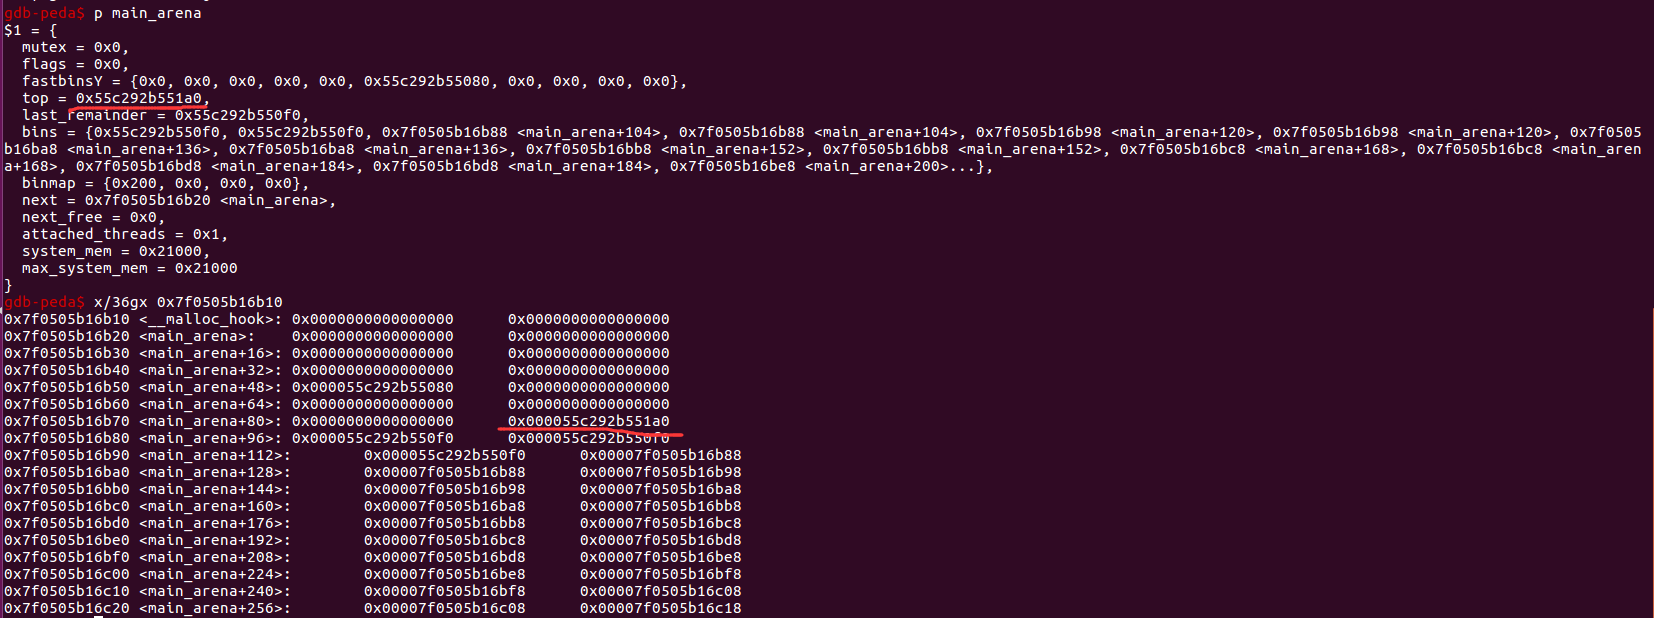 gdb-peda$ p main_arena
$1 = {
  mutex = 0x0,
  flags = 0x0,
  fastbinsY = {0x0, 0x0, 0x0, 0x0, 0x0, 0x55c292b55080, 0x0, 0x0, 0x0, 0x0},
  top = 0x55c292b551a0,
  last_remainder = 0x55c292b550f0,
  bins = {0x55c292b550f0, 0x55c292b550f0, 0x7f0505b16b88 <main_arena+104>, 0x7f0505b16b88 <main_arena+104>, 0x7f0505b16b98 <main_arena+120>, 0x7f0505b16b98 <main_arena+120>, 0x7f0505
b16ba8 <main_arena+136>, 0x7f0505b16ba8 <main_arena+136>, 0x7f0505b16bb8 <main_arena+152>, 0x7f0505b16bb8 <main_arena+152>, 0x7f0505b16bc8 <main_arena+168>, 0x7f0505b16bc8 <main_aren
a+168>, 0x7f0505b16bd8 <main_arena+184>, 0x7f0505b16bd8 <main_arena+184>, 0x7f0505b16be8 <main_arena+200>...},
  binmap = {0x200, 0x0, 0x0, 0x0},
  next = 0x7f0505b16b20 <main_arena>,
  next_free = 0x0,
  attached_threads = 0x1,
  system_mem = 0x21000,
  max_system_mem = 0x21000
}
gdb-peda$ x/36gx 0x7f0505b16b10
0x7f0505b16b10 <__malloc_hook>: 0x0000000000000000 0x0000000000000000
0x7f0505b16b20 <main_arena>: 0x0000000000000000 0x0000000000000000
0x7f0505b16b30 <main_arena+16>: 0x0000000000000000 0x0000000000000000
0x7f0505b16b40 <main_arena+32>: 0x0000000000000000 0x0000000000000000
0x7f0505b16b50 <main_arena+48>: 0x000055c292b55080 0x0000000000000000
0x7f0505b16b60 <main_arena+64>: 0x0000000000000000 0x0000000000000000
0x7f0505b16b70 <main_arena+80>: 0x0000000000000000 0x000055c292b551a0
0x7f0505b16b80 <main_arena+96>: 0x000055c292b550f0 0x000055c292b550f0
0x7f0505b16b90 <main_arena+112>: 0x000055c292b550f0 0x00007f0505b16b88
0x7f0505b16ba0 <main_arena+128>: 0x00007f0505b16b88 0x00007f0505b16b98
0x7f0505b16bb0 <main_arena+144>: 0x00007f0505b16b98 0x00007f0505b16ba8
0x7f0505b16bc0 <main_arena+160>: 0x00007f0505b16ba8 0x00007f0505b16bb8
0x7f0505b16bd0 <main_arena+176>: 0x00007f0505b16bb8 0x00007f0505b16bc8
0x7f0505b16be0 <main_arena+192>: 0x00007f0505b16bc8 0x00007f0505b16bd8
0x7f0505b16bf0 <main_arena+208>: 0x00007f0505b16bd8 0x00007f0505b16be8
0x7f0505b16c00 <main_arena+224>: 0x00007f0505b16be8 0x00007f0505b16bf8
0x7f0505b16c10 <main_arena+240>: 0x00007f0505b16bf8 0x00007f0505b16c08
0x7f0505b16c20 <main_arena+256>: 0x00007f0505b16c08 0x00007f0505b16c18